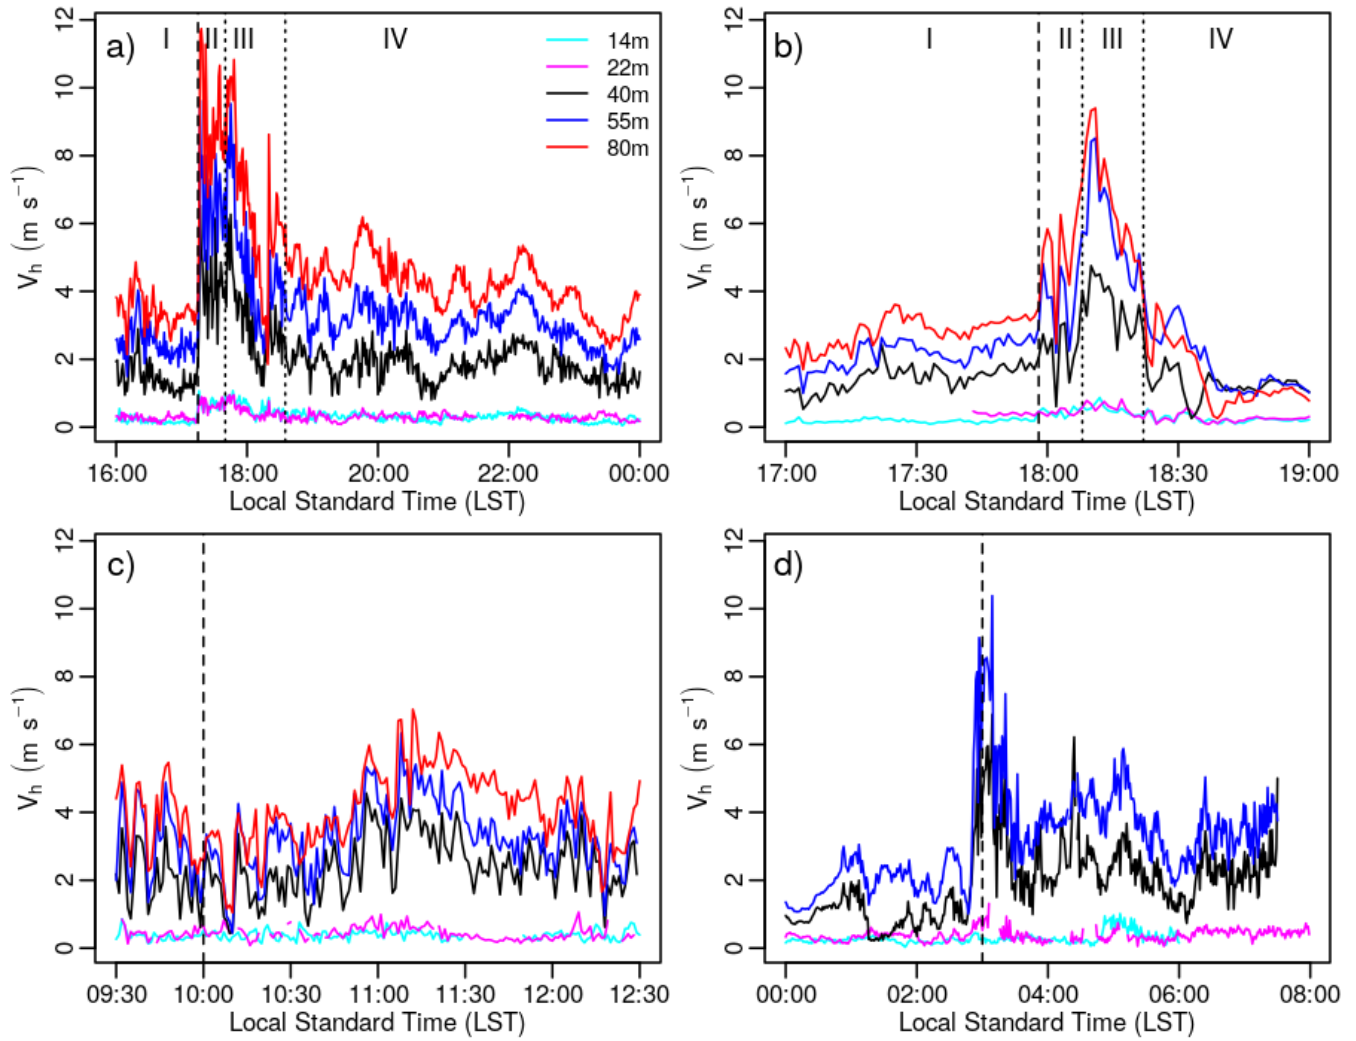 a)
I II III IV
14m
22m
40m
55m
80m
12
10
8
6
4
2
0
Vh (m s−1)
16:00 18:00 20:00 22:00 00:00
Local Standard Time (LST)
b)
I II III IV
12
10
8
6
4
2
0
Vh (m s−1)
17:00 17:30 18:00 18:30 19:00
Local Standard Time (LST)
c)
12
10
8
6
4
2
0
Vh (m s−1)
09:30 10:00 10:30 11:00 11:30 12:00 12:30
Local Standard Time (LST)
d)
12
10
8
6
4
2
0
Vh (m s−1)
00:00 02:00 04:00 06:00 08:00
Local Standard Time (LST)